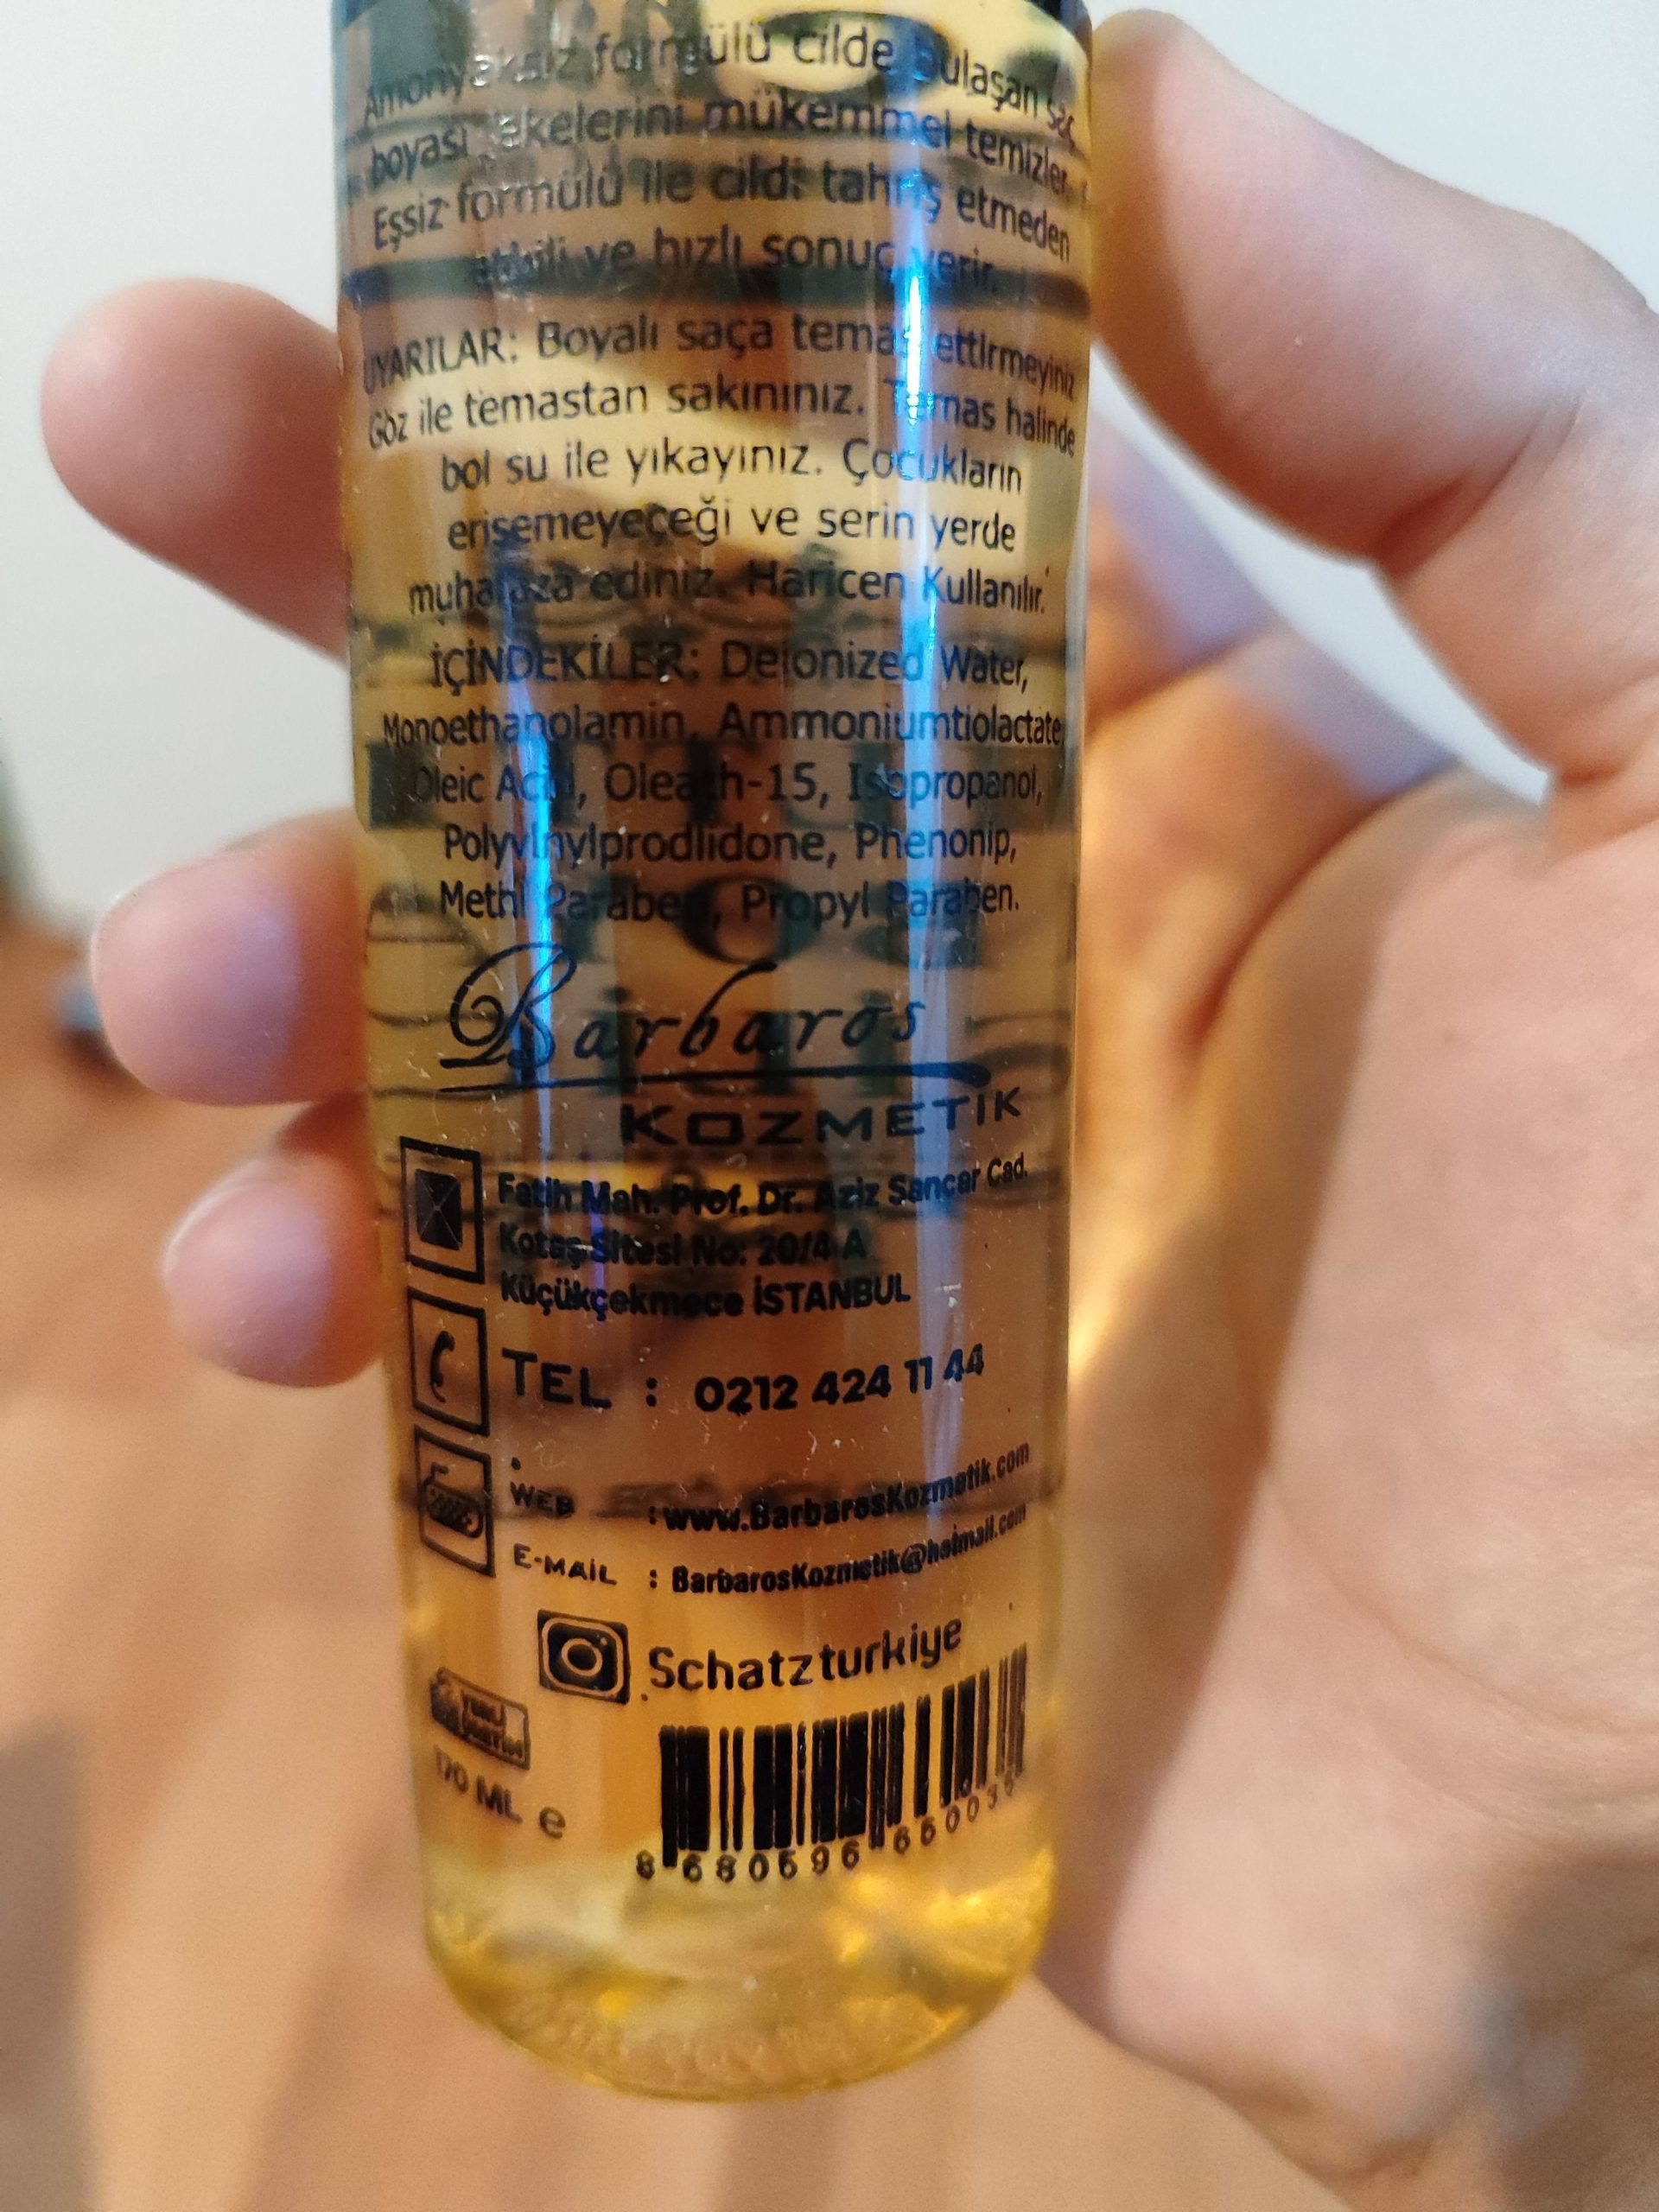 Amonyaksız formülü cilde bulaşan saç
boyası lekelerini mükemmel temizler.
Eşsiz formülü ile cildi tahriş etmeden
etkili ve hızlı sonuç verir.
UYARILAR: Boyalı saça temas ettirmeyiniz
Göz ile temastan sakınınız. Temas halinde
bol su ile yıkayınız. Çocukların
erişemeyeçeği ve serin yerde
muhafaza ediniz. Haricen Kullanılır.
İÇİNDEKİLER: Deionized Water,
Monoethanolamin, Ammoniumtiolactate
Oleic Acid, Oleath-15, Isopropanol,
Polyvinylprodlidone, Phenonip,
Methl Paraben, Propyl Paraben.
Barbaros
KOZMETIK
Fatih Mah. Prof. Dr. Aziz Sancar Cad.
Kotaş Sitesi No: 20/4 A
Küçükçekmece İSTANBUL
TEL : 0212 424 11 44
WEB : www.BarbarosKozmetik.com
E-MAİL : BarbarosKozmetik@hotmail.com
Schatzturkiye
170 ML e